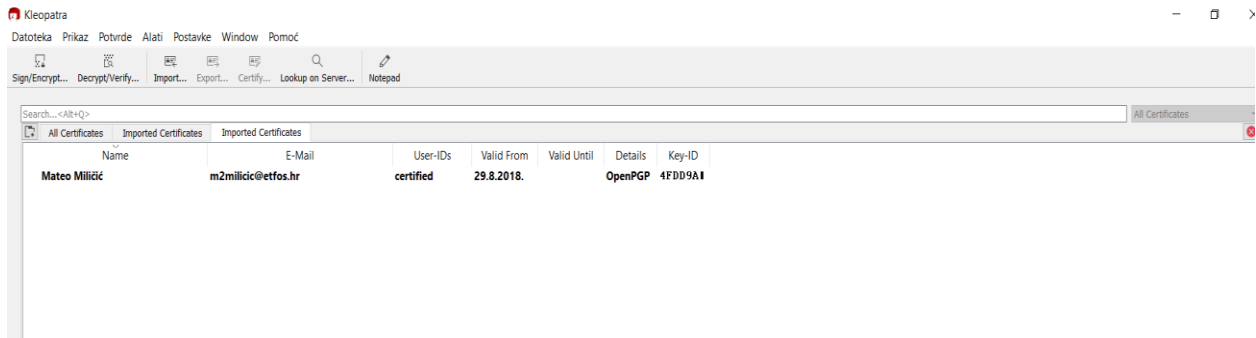 Kleopatra
Datoteka Prikaz Potvrde Alati Postavke Window Pomoć
Sign/Encrypt... Decrypt/Verify... Import... Export... Certify... Lookup on Server... Notepad
Search...<Alt+Q> All Certificates
All Certificates Imported Certificates Imported Certificates
Name E-Mail User-IDs Valid From Valid Until Details Key-ID
Mateo Miličić m2milicic@etfos.hr certified 29.8.2018. OpenPGP